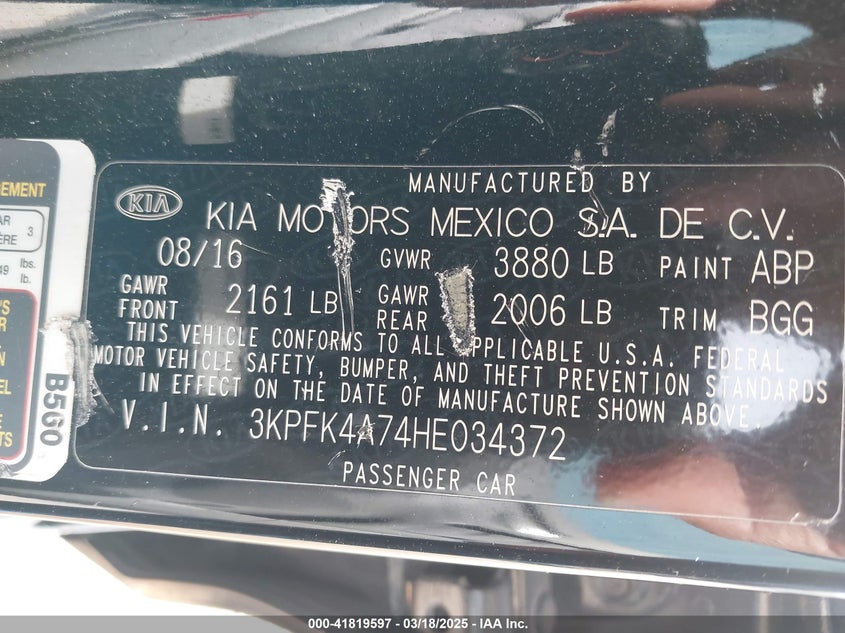 MANUFACTURED BY
KIA KIA MOTORS MEXICO S.A. DE C.V.
08/16 GVWR 3880 LB PAINT ABP
GAWR FRONT 2161 LB GAWR REAR 2006 LB TRIM BGG
THIS VEHICLE CONFORMS TO ALL APPLICABLE U.S.A. FEDERAL
MOTOR VEHICLE SAFETY, BUMPER, AND THEFT PREVENTION STANDARDS
IN EFFECT ON THE DATE OF MANUFACTURE SHOWN ABOVE.
V.I.N. 3KPFK4A74HE034372
PASSENGER CAR
B560
3
lbs.
lb.
000-41819597 - 03/18/2025 - IAA Inc.